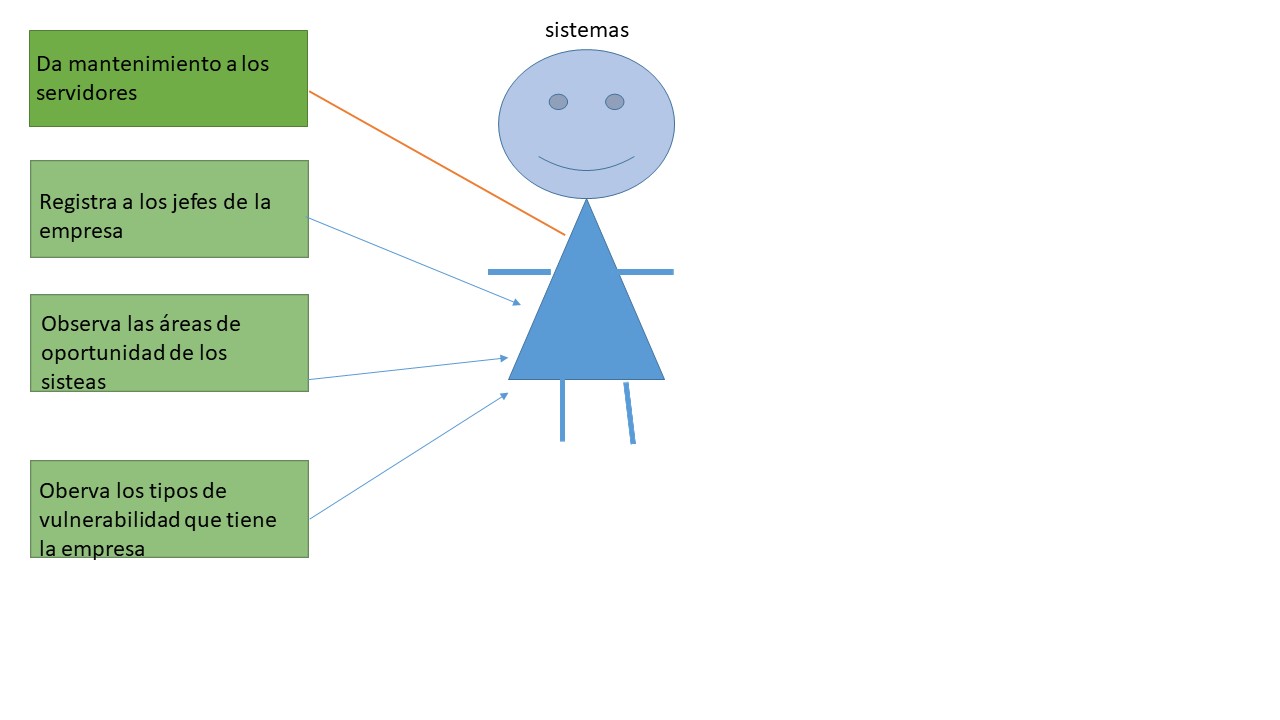 sistemas
Da mantenimiento a los
servidores
Registra a los jefes de la
empresa
Observa las áreas de
oportunidad de los
sisteas
Oberva los tipos de
vulnerabilidad que tiene
la empresa